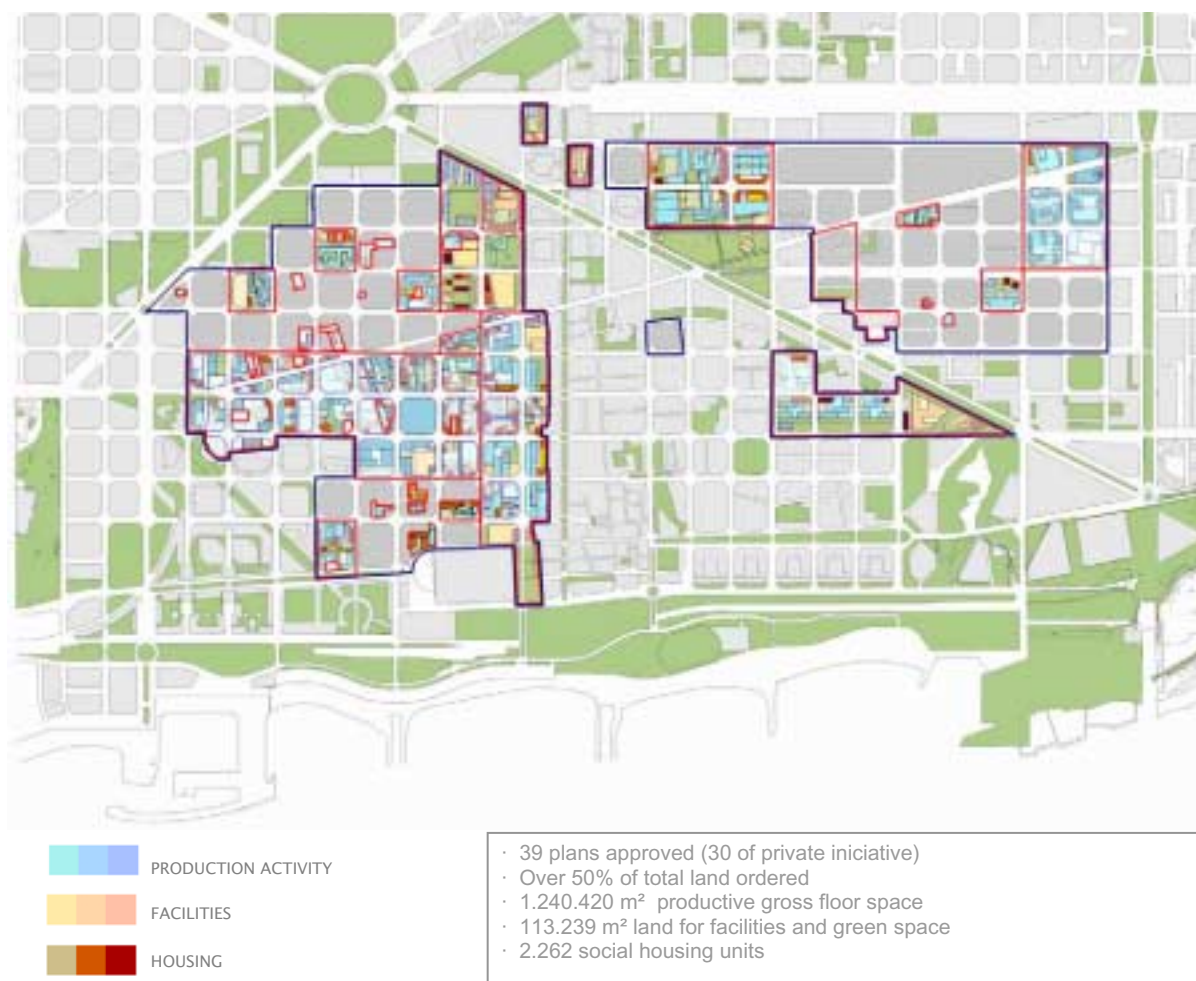 PRODUCTION ACTIVITY
FACILITIES
HOUSING
· 39 plans approved (30 of private iniciative)
· Over 50% of total land ordered
· 1.240.420 m² productive gross floor space
· 113.239 m² land for facilities and green space
· 2.262 social housing units